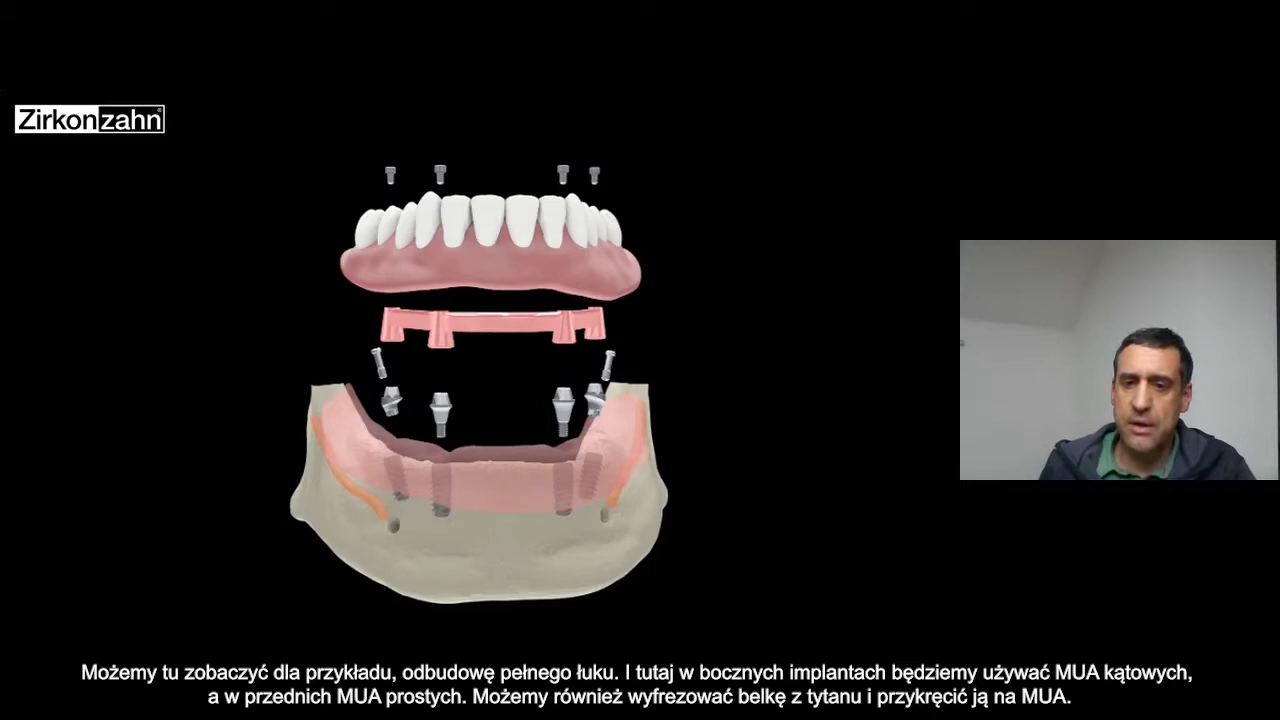 Zirkonzahn®
Możemy tu zobaczyć dla przykładu, odbudowę pełnego łuku. I tutaj w bocznych implantach będziemy używać MUA kątowych,
a w przednich MUA prostych. Możemy również wyfrezować belkę z tytanu i przykręcić ją na MUA.